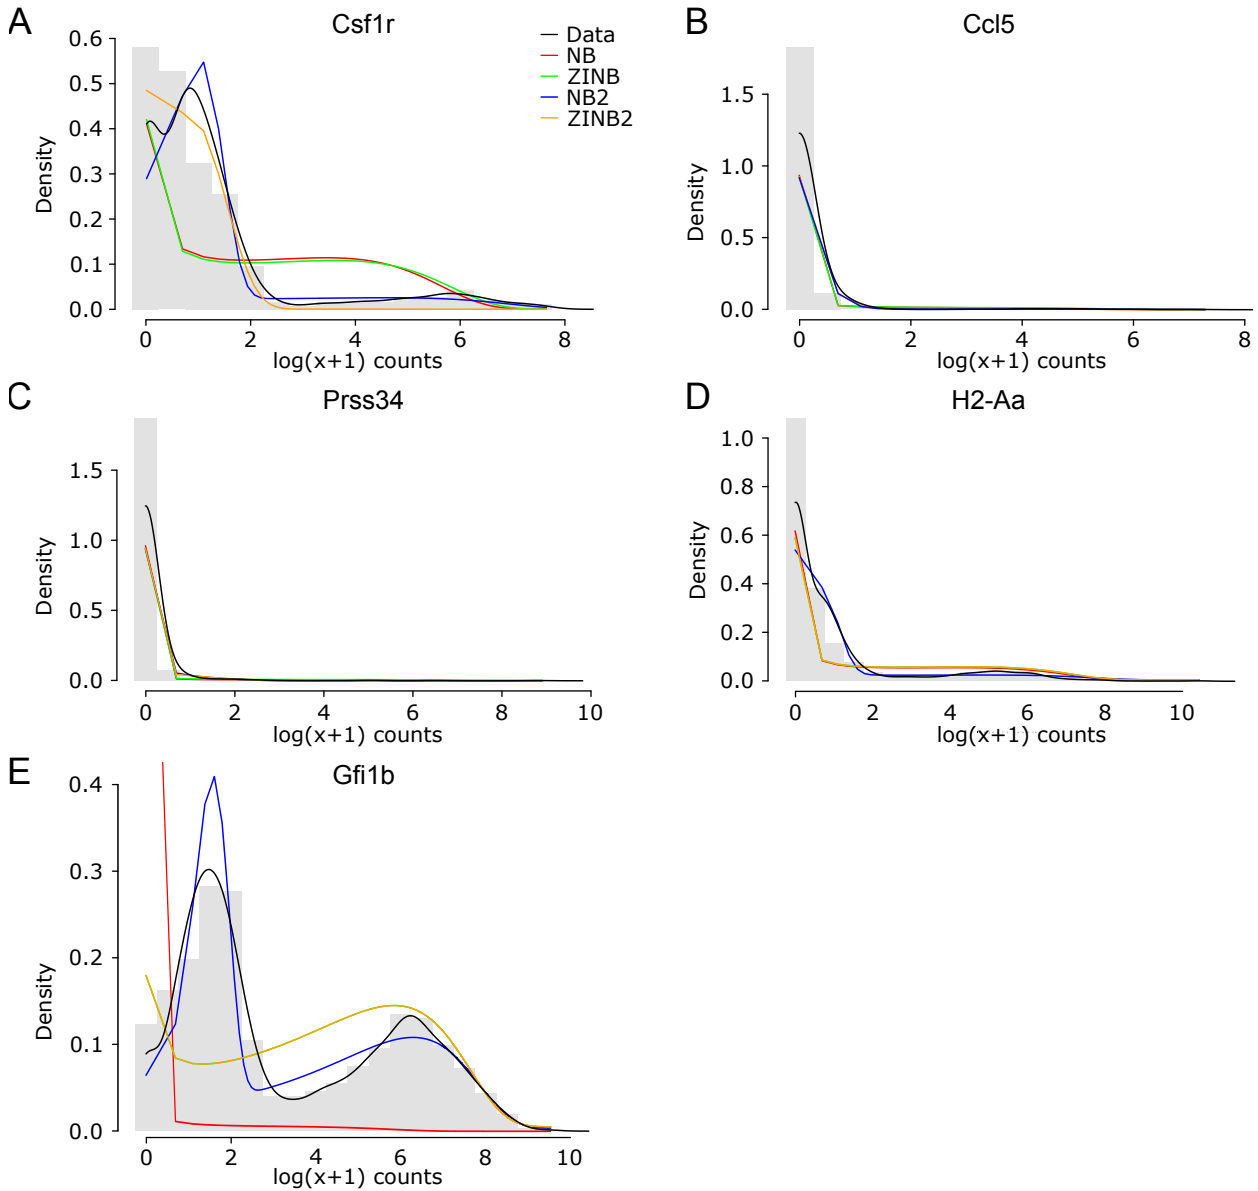 A
Csf1r
Data
NB
ZINB
NB2
ZINB2
Density
0.6
0.5
0.4
0.3
0.2
0.1
0.0
0 2 4 6 8
log(x+1) counts
B
Ccl5
Density
1.5
1.0
0.5
0.0
0 2 4 6 8
log(x+1) counts
C
Prss34
Density
1.5
1.0
0.5
0.0
0 2 4 6 8 10
log(x+1) counts
D
H2-Aa
Density
1.0
0.8
0.6
0.4
0.2
0.0
0 2 4 6 8 10
log(x+1) counts
E
Gfi1b
Density
0.4
0.3
0.2
0.1
0.0
0 2 4 6 8 10
log(x+1) counts